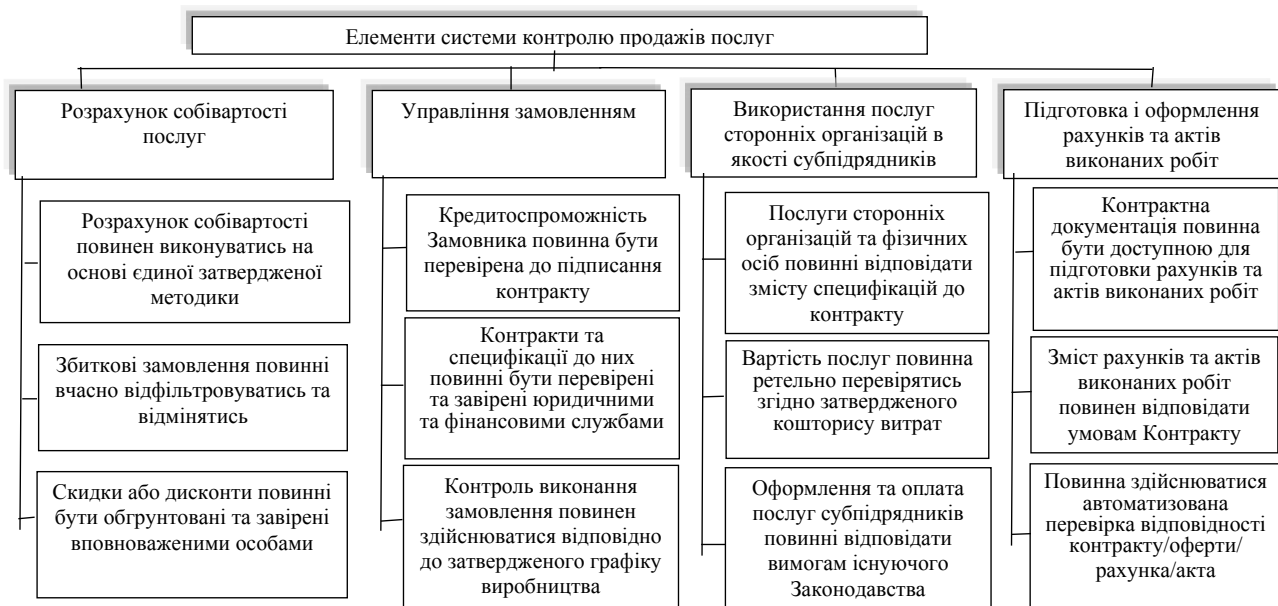 Елементи системи контролю продажів послуг
Розрахунок собівартості
послуг
Розрахунок собівартості
повинен виконуватись на
основі єдиної затвердженої
методики
Збиткові замовлення повинні
вчасно відфільтровуватись та
відмінятись
Скидки або дисконти повинні
бути обгрунтовані та завірені
вповноваженими особами
Управління замовленням
Кредитоспроможність
Замовника повинна бути
перевірена до підписання
контракту
Контракти та
специфікації до них
повинні бути перевірені
та завірені юридичними
та фінансовими службами
Контроль виконання
замовлення повинен
здійснюватися відповідно
до затвердженого графіку
виробництва
Використання послуг
сторонніх організацій в
якості субпідрядників
Послуги сторонніх
організацій та фізичних
осіб повинні відповідати
змісту специфікацій до
контракту
Вартість послуг повинна
ретельно перевірятись
згідно затвердженого
кошторису витрат
Оформлення та оплата
послуг субпідрядників
повинні відповідати
вимогам існуючого
Законодавства
Підготовка і оформлення
рахунків та актів
виконаних робіт
Контрактна
документація повинна
бути доступною для
підготовки рахунків та
актів виконаних робіт
Зміст рахунків та актів
виконаних робіт
повинен відповідати
умовам Контракту
Повинна здійснюватися
автоматизована
перевірка відповідності
контракту/оферти/
рахунка/акта